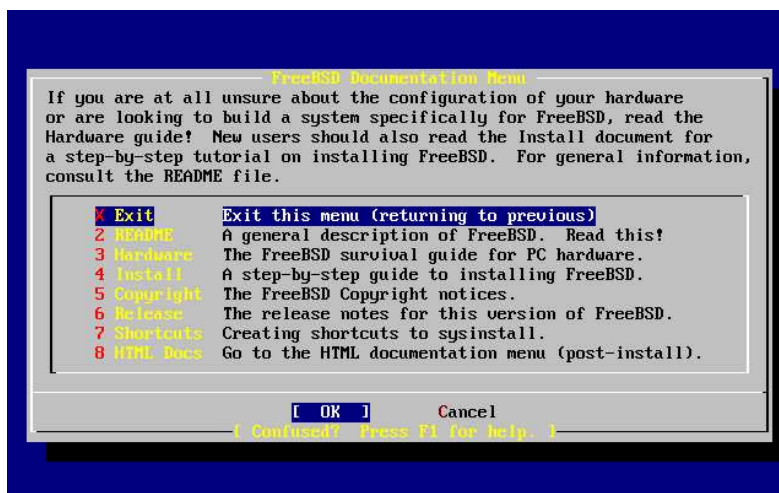 FreeBSD Documentation Menu
If you are at all unsure about the configuration of your hardware
or are looking to build a system specifically for FreeBSD, read the
Hardware guide!  New users should also read the Install document for
a step-by-step tutorial on installing FreeBSD.  For general information,
consult the README file.
X Exit Exit this menu (returning to previous)
2 README A general description of FreeBSD.  Read this!
3 Hardware The FreeBSD survival guide for PC hardware.
4 Install A step-by-step guide to installing FreeBSD.
5 Copyright The FreeBSD Copyright notices.
6 Release The release notes for this version of FreeBSD.
7 Shortcuts Creating shortcuts to sysinstall.
8 HTML Docs Go to the HTML documentation menu (post-install).
[ OK ] Cancel
[ Confused? Press F1 for help. ]